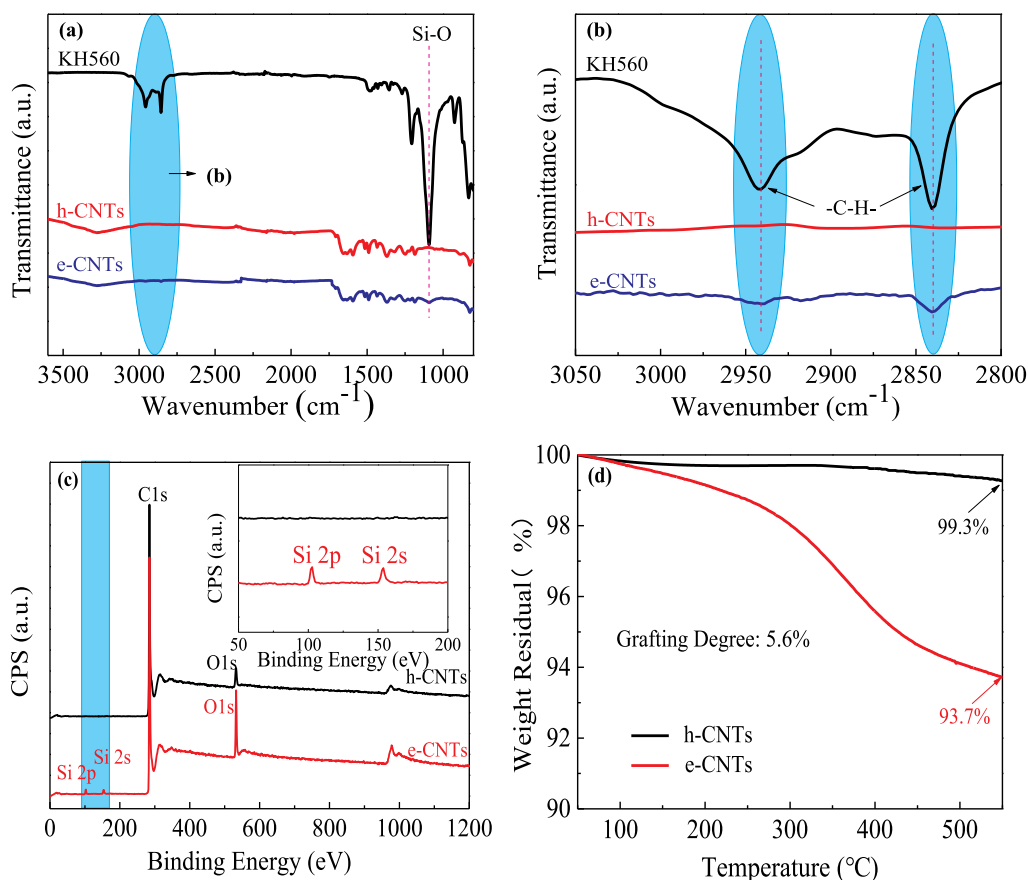 (a)
Si-O
KH560
(b)
h-CNTs
e-CNTs
Transmittance (a.u.)
3500 3000 2500 2000 1500 1000
Wavenumber (cm-1)
(b)
KH560
-C-H-
h-CNTs
e-CNTs
Transmittance (a.u.)
3050 3000 2950 2900 2850 2800
Wavenumber (cm-1)
(c)
C1s
O1s
h-CNTs
O1s
e-CNTs
Si 2p
Si 2s
CPS (a.u.)
0 200 400 600 800 1000 1200
Binding Energy (eV)
Si 2p Si 2s
CPS (a.u.)
50 100 150 200
Binding Energy (eV)
(d)
99.3%
Grafting Degree: 5.6%
93.7%
h-CNTs
e-CNTs
Weight Residual( %)
100
98
96
94
92
90
100 200 300 400 500
Temperature (℃)